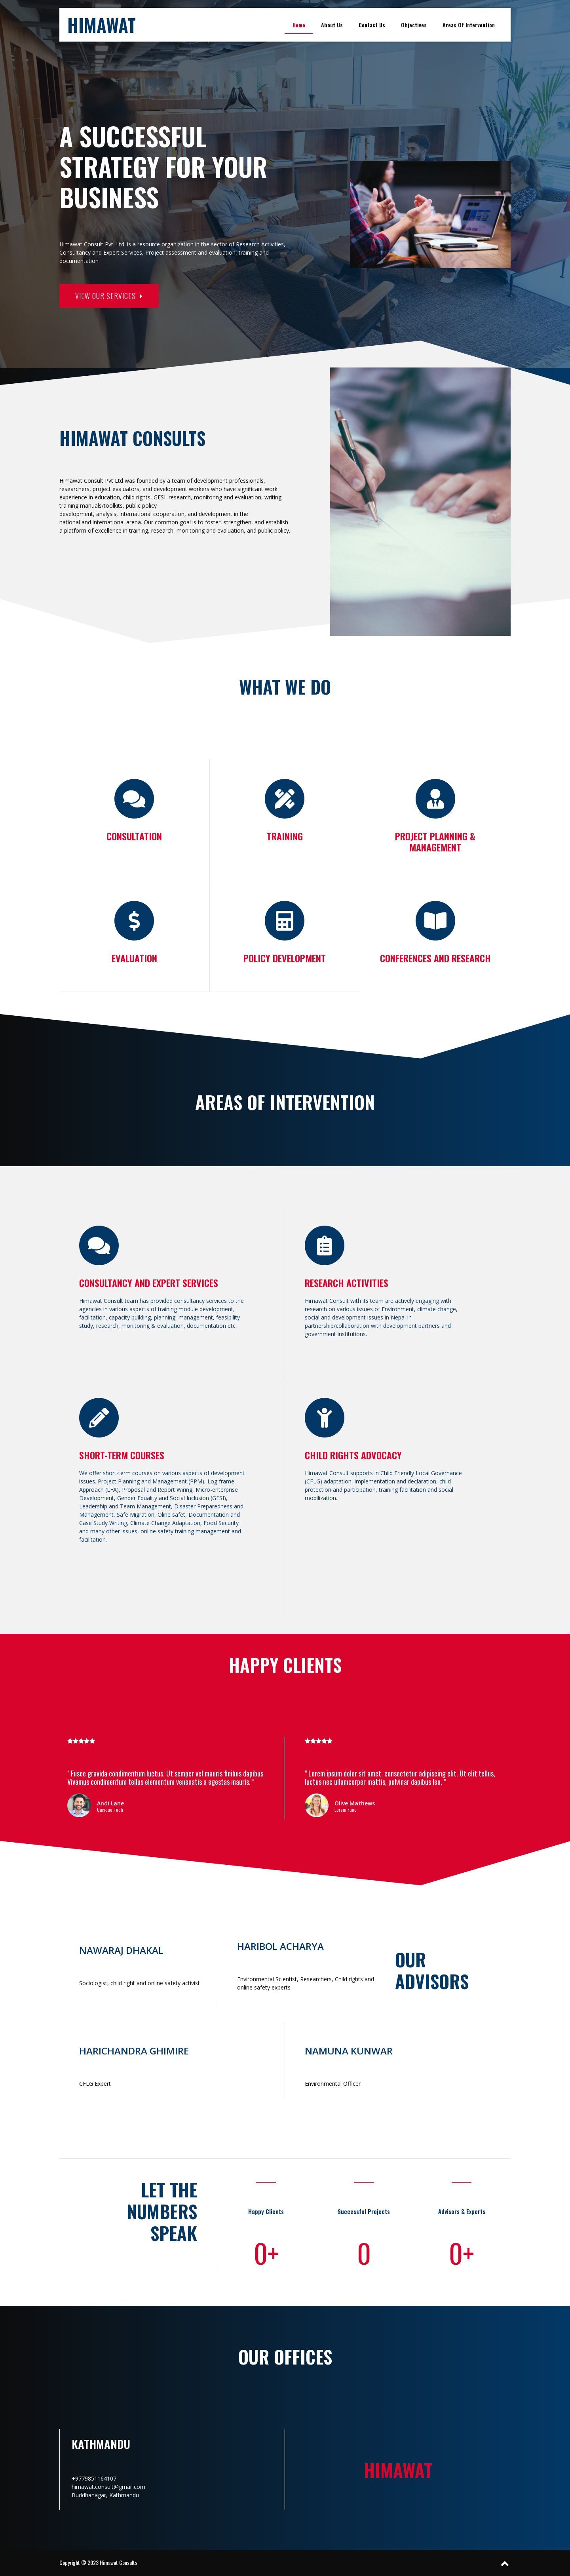 HIMAWAT
Home
About Us
Contact Us
Objectives
Areas Of Intervention
A SUCCESSFUL
STRATEGY FOR YOUR
BUSINESS
Himawat Consult Pvt. Ltd. is a resource organization in the sector of Research Activities,
Consultancy and Expert Services, Project assessment and evaluation, training and
documentation.
VIEW OUR SERVICES
HIMAWAT CONSULTS
Himawat Consult Pvt Ltd was founded by a team of development professionals,
researchers, project evaluators, and development workers who have significant work
experience in education, child rights, GESI, research, monitoring and evaluation, writing
training manuals/toolkits, public policy
development, analysis, international cooperation, and development in the
national and international arena. Our common goal is to foster, strengthen, and establish
a platform of excellence in training, research, monitoring and evaluation, and public policy.
WHAT WE DO
CONSULTATION
TRAINING
PROJECT PLANNING &
MANAGEMENT
EVALUATION
POLICY DEVELOPMENT
CONFERENCES AND RESEARCH
AREAS OF INTERVENTION
CONSULTANCY AND EXPERT SERVICES
Himawat Consult team has provided consultancy services to the
agencies in various aspects of training module development,
facilitation, capacity building, planning, management, feasibility
study, research, monitoring & evaluation, documentation etc.
RESEARCH ACTIVITIES
Himawat Consult with its team are actively engaging with
research on various issues of Environment, climate change,
social and development issues in Nepal in
partnership/collaboration with development partners and
government institutions.
SHORT-TERM COURSES
We offer short-term courses on various aspects of development
issues. Project Planning and Management (PPM), Log frame
Approach (LFA), Proposal and Report Wiring, Micro-enterprise
Development, Gender Equality and Social Inclusion (GESI),
Leadership and Team Management, Disaster Preparedness and
Management, Safe Migration, Oline safet, Documentation and
Case Study Writing, Climate Change Adaptation, Food Security
and many other issues, online safety training management and
facilitation.
CHILD RIGHTS ADVOCACY
Himawat Consult supports in Child Friendly Local Governance
(CFLG) adaptation, implementation and declaration, child
protection and participation, training facilitation and social
mobilization.
HAPPY CLIENTS
" Fusce gravida condimentum luctus. Ut semper vel mauris finibus dapibus.
Vivamus condimentum tellus elementum venenatis a egestas mauris. "
Andi Lane
Quinque Tech
" Lorem ipsum dolor sit amet, consectetur adipiscing elit. Ut elit tellus,
luctus nec ullamcorper mattis, pulvinar dapibus leo. "
Olive Mathews
Lorem Fund
NAWARAJ DHAKAL
Sociologist, child right and online safety activist
HARIBOL ACHARYA
Environmental Scientist, Researchers, Child rights and
online safety experts
OUR
ADVISORS
HARICHANDRA GHIMIRE
CFLG Expert
NAMUNA KUNWAR
Environmental Officer
LET THE
NUMBERS
SPEAK
Happy Clients
0+
Successful Projects
0
Advisors & Experts
0+
OUR OFFICES
KATHMANDU
+9779851164107
himawat.consult@gmail.com
Buddhanagar, Kathmandu
HIMAWAT
Copyright © 2023 Himawat Consults